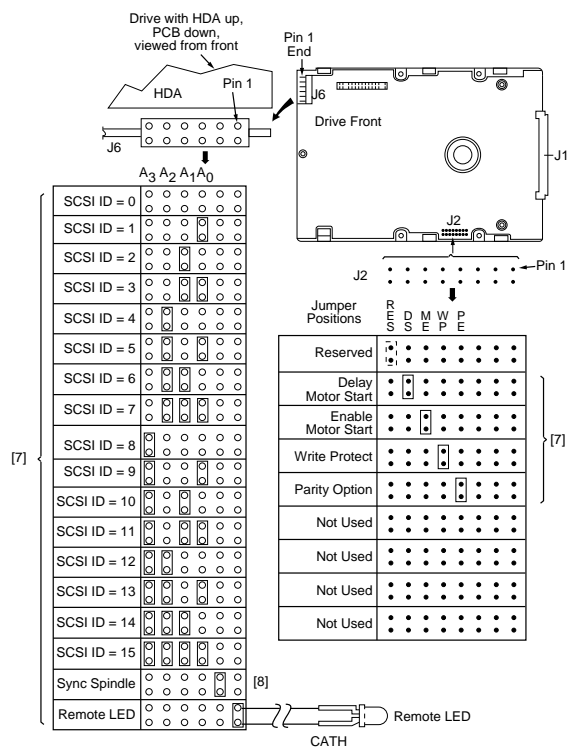 Drive with HDA up,
PCB down,
viewed from front
Pin 1
End
HDA
Pin 1
J6
Drive Front
J6
J1
A3 A2 A1 A0
J2
J2
Pin 1
SCSI ID = 0
SCSI ID = 1
SCSI ID = 2
SCSI ID = 3
SCSI ID = 4
SCSI ID = 5
SCSI ID = 6
SCSI ID = 7
SCSI ID = 8
SCSI ID = 9
SCSI ID = 10
SCSI ID = 11
SCSI ID = 12
SCSI ID = 13
SCSI ID = 14
SCSI ID = 15
Sync Spindle
[8]
Remote LED
[7]
Remote LED
CATH
Jumper
Positions
RES DS ME WP PE
Reserved
Delay
Motor Start
Enable
Motor Start
Write Protect
Parity Option
[7]
Not Used
Not Used
Not Used
Not Used